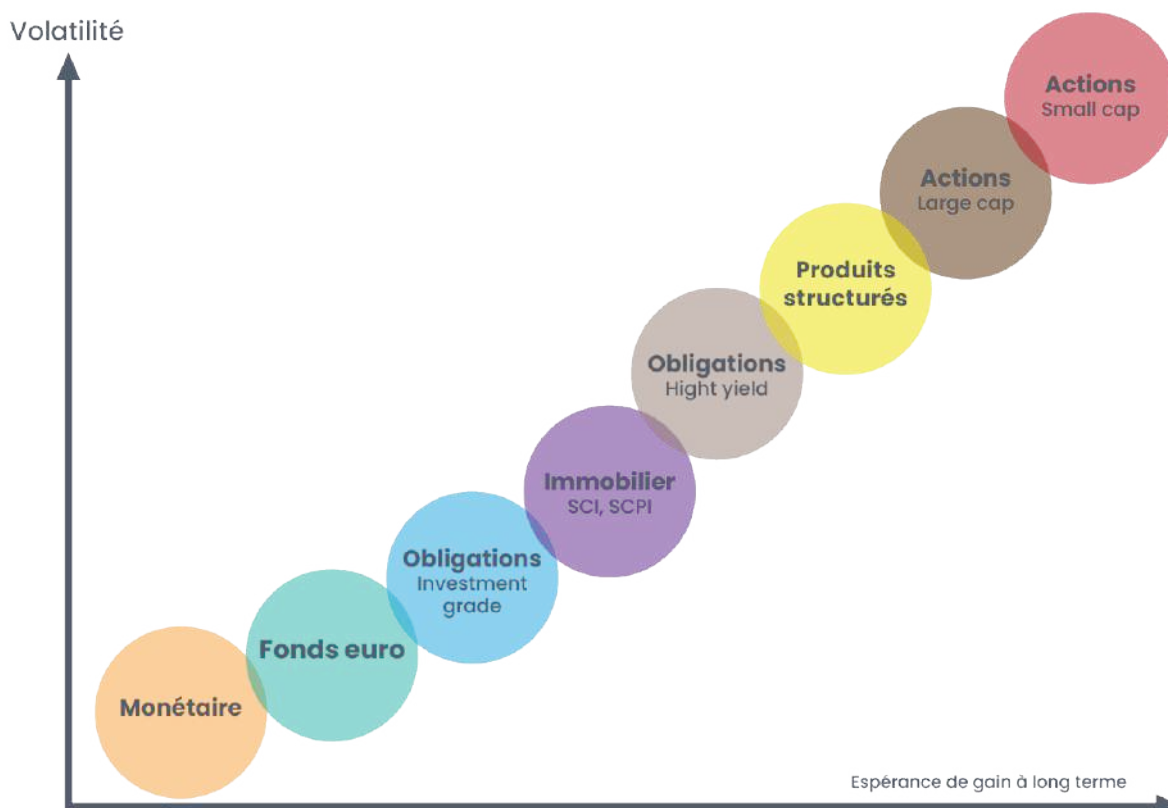 Volatilité
Actions
Small cap
Actions
Large cap
Produits
structurés
Obligations
Hight yield
Immobilier
SCI, SCPI
Obligations
Investment
grade
Fonds euro
Monétaire
Espérance de gain à long terme